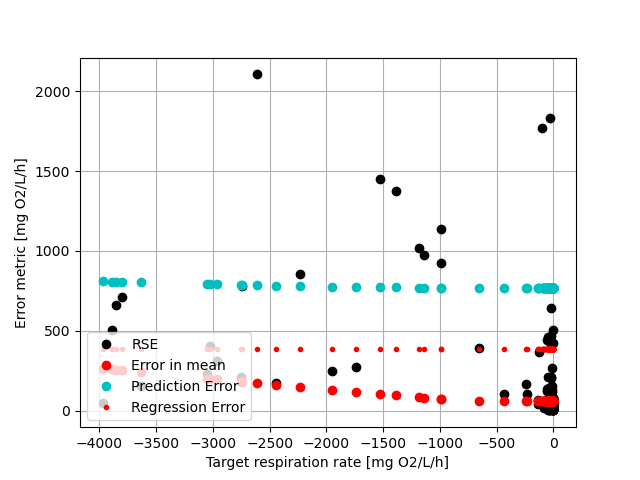 2000
1500
1000
500
0
Error metric [mg O2/L/h]
RSE
Error in mean
Prediction Error
Regression Error
−4000 −3500 −3000 −2500 −2000 −1500 −1000 −500 0
Target respiration rate [mg O2/L/h]